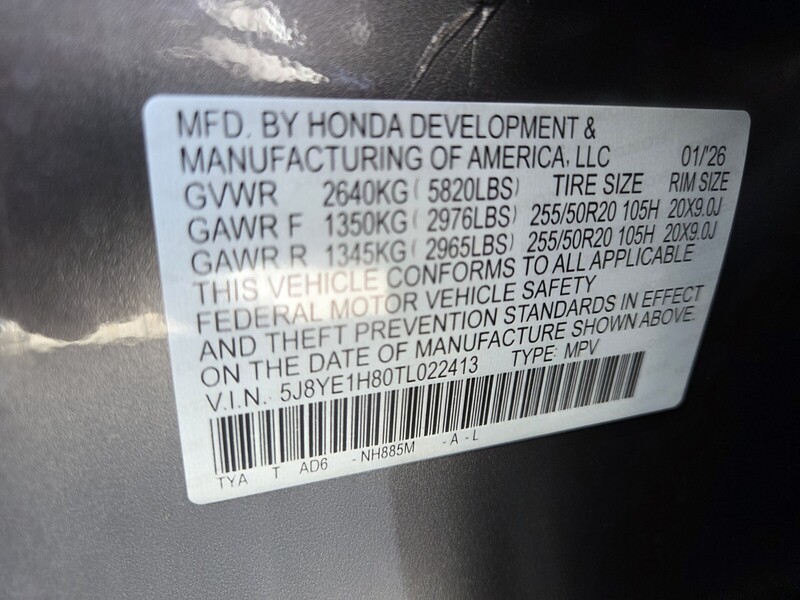 MFD. BY HONDA DEVELOPMENT &
MANUFACTURING OF AMERICA, LLC 01/'26
GVWR 2640KG ( 5820LBS) TIRE SIZE RIM SIZE
GAWR F 1350KG ( 2976LBS) 255/50R20 105H 20X9.0J
GAWR R 1345KG ( 2965LBS) 255/50R20 105H 20X9.0J
THIS VEHICLE CONFORMS TO ALL APPLICABLE
FEDERAL MOTOR VEHICLE SAFETY
AND THEFT PREVENTION STANDARDS IN EFFECT
ON THE DATE OF MANUFACTURE SHOWN ABOVE.
V.I.N. 5J8YE1H80TL022413 TYPE: MPV
TYA T AD6 - NH885M - A - L